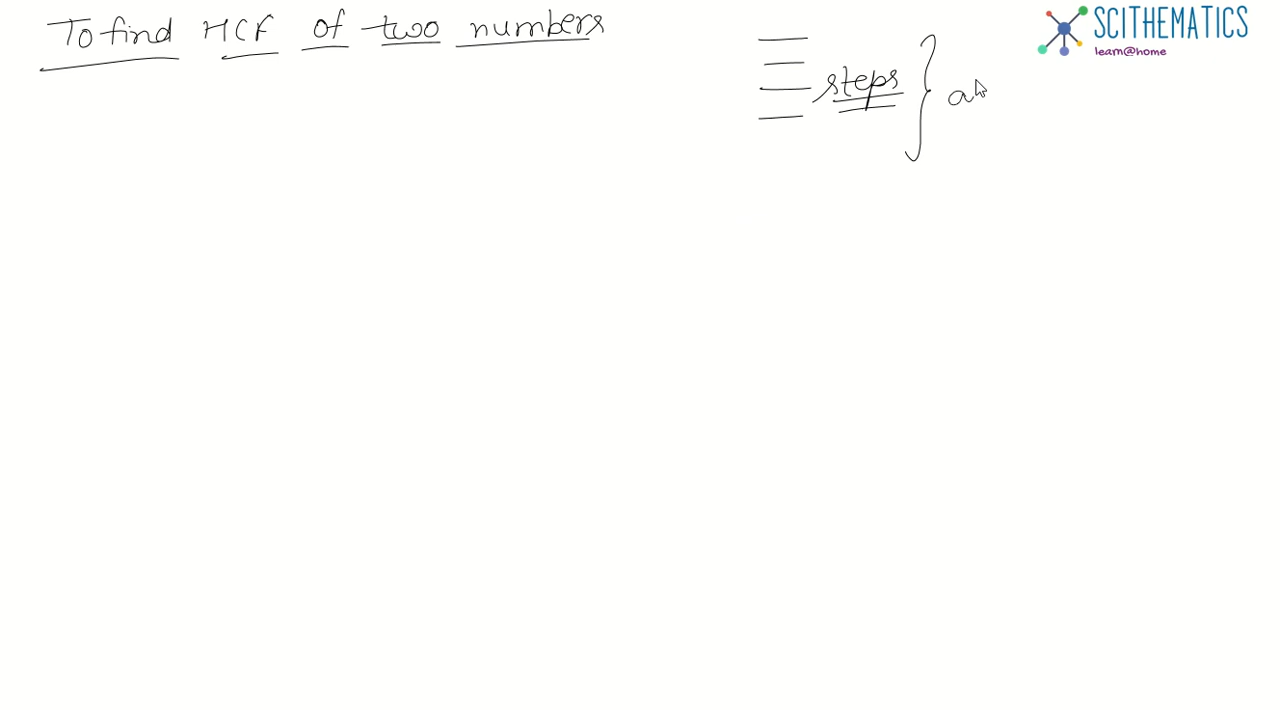 To find HCF of two numbers
SCITHEMATICS
learn@home
steps